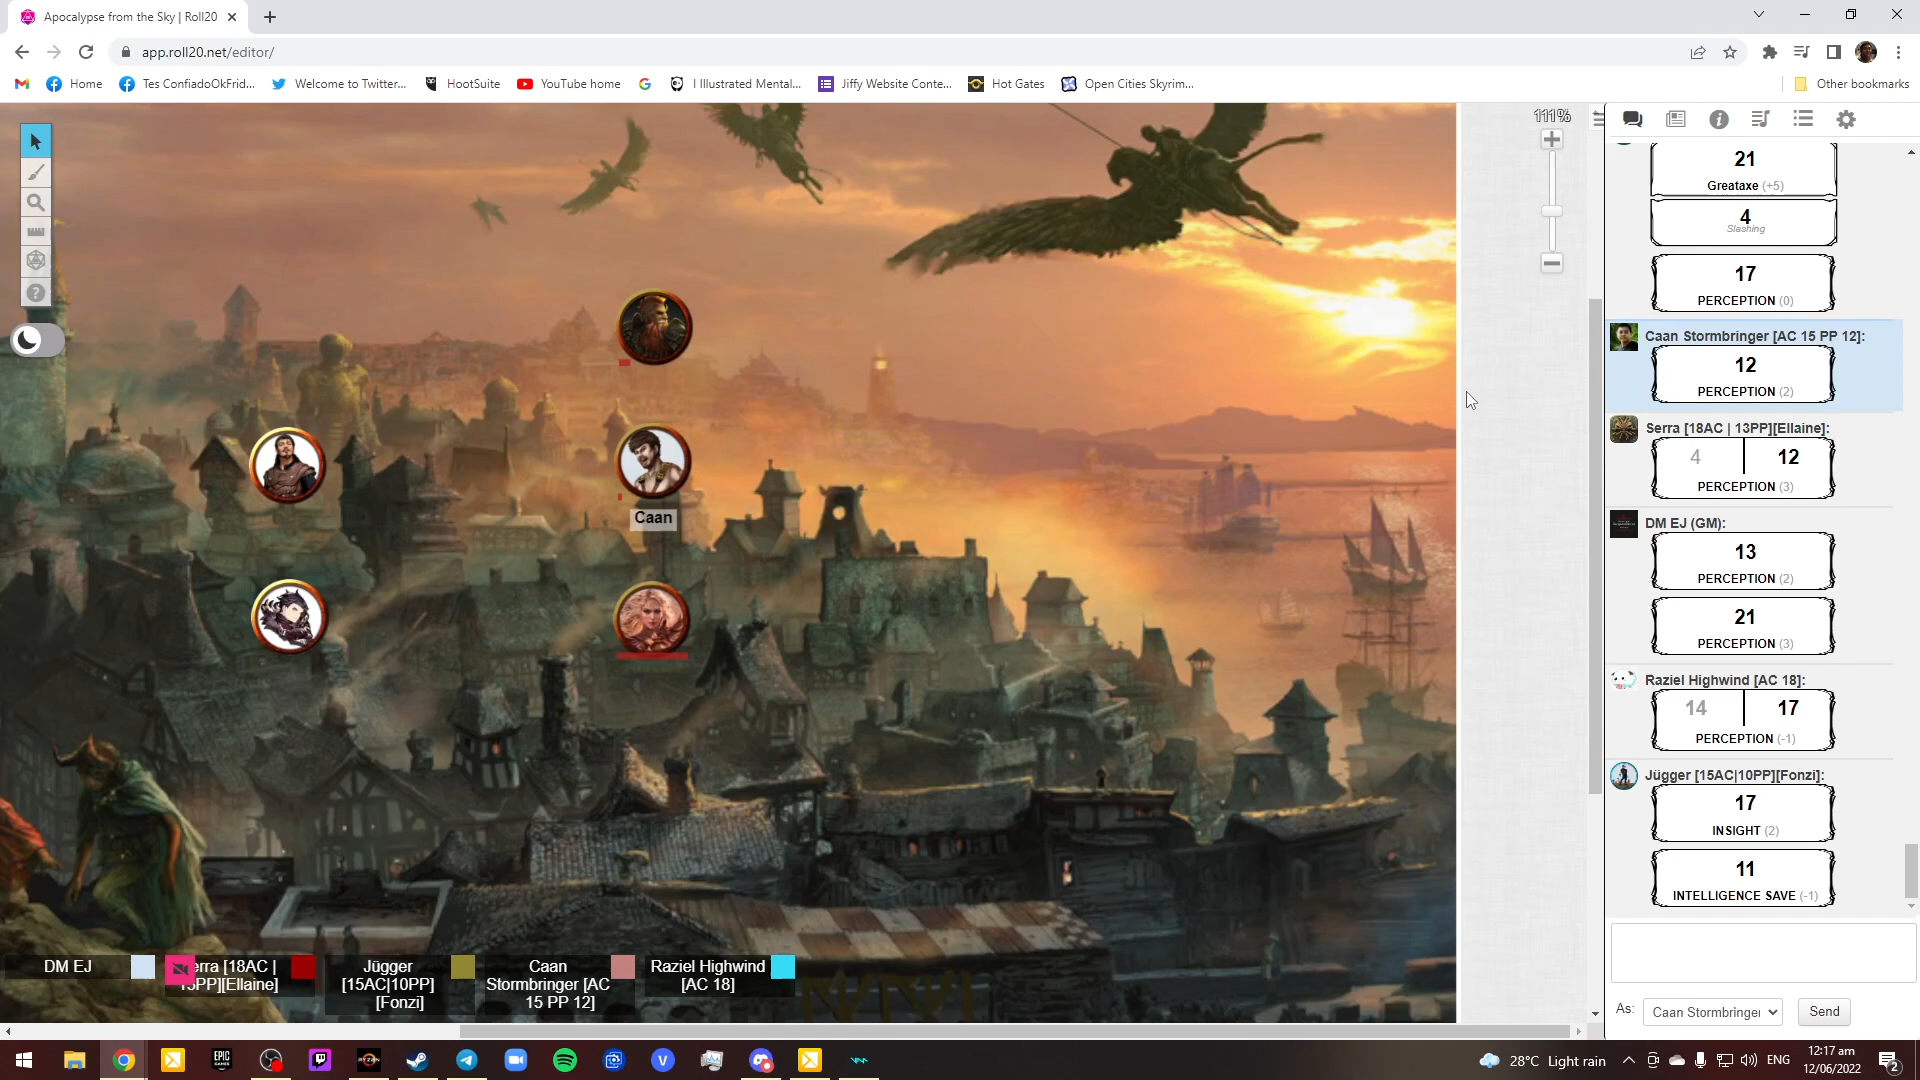 Apocalypse from the Sky | Roll20
app.roll20.net/editor/
Home
Tes ConfiadoOkFrid...
Welcome to Twitter...
HootSuite
YouTube home
I Illustrated Mental...
Jiffy Website Conte...
Hot Gates
Open Cities Skyrim...
Other bookmarks
111%
21
Greataxe (+5)
4
Slashing
17
PERCEPTION (0)
Caan Stormbringer [AC 15 PP 12]:
12
PERCEPTION (2)
Serra [18AC | 13PP][Ellaine]:
4 12
PERCEPTION (3)
DM EJ (GM):
13
PERCEPTION (2)
21
PERCEPTION (3)
Raziel Highwind [AC 18]:
14 17
PERCEPTION (-1)
Jügger [15AC|10PP][Fonzi]:
17
INSIGHT (2)
11
INTELLIGENCE SAVE (-1)
As: Caan Stormbringer
Send
Caan
DM EJ
erra [18AC |
13PP][Ellaine]
Jügger
[15AC|10PP]
[Fonzi]
Caan
Stormbringer [AC
15 PP 12]
Raziel Highwind
[AC 18]
EPIC
GAMES
RYZEN
V
28°C Light rain
ENG
12:17 am
12/06/2022
2